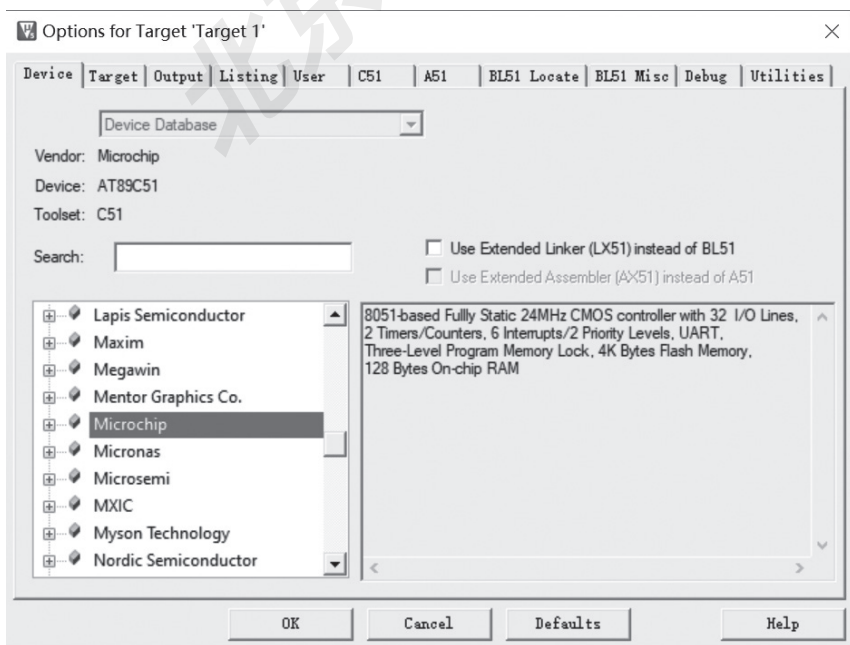 北京
Options for Target 'Target 1'
Device Target Output Listing User C51 A51 BL51 Locate BL51 Misc Debug Utilities
Device Database
Vendor: Microchip
Device: AT89C51
Toolset: C51
Search:
Use Extended Linker (LX51) instead of BL51
Use Extended Assembler (AX51) instead of A51
Lapis Semiconductor
Maxim
Megawin
Mentor Graphics Co.
Microchip
Micronas
Microsemi
MXIC
Myson Technology
Nordic Semiconductor
8051-based Fullly Static 24MHz CMOS controller with 32 I/O Lines,
2 Timers/Counters, 6 Interrupts/2 Priority Levels, UART,
Three-Level Program Memory Lock, 4K Bytes Flash Memory,
128 Bytes On-chip RAM
OK Cancel Defaults Help